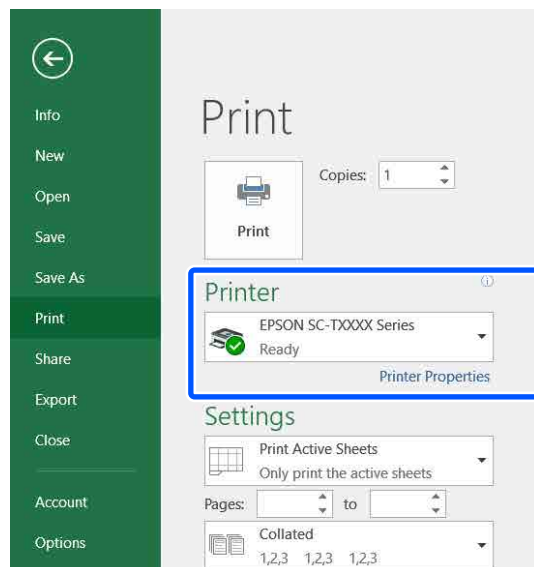 Info
New
Open
Save
Save As
Print
Share
Export
Close
Account
Options
Print
Copies: 1
Print
Printer
EPSON SC-TXXXX Series
Ready
Printer Properties
Settings
Print Active Sheets
Only print the active sheets
Pages: to
Collated
1,2,3 1,2,3 1,2,3